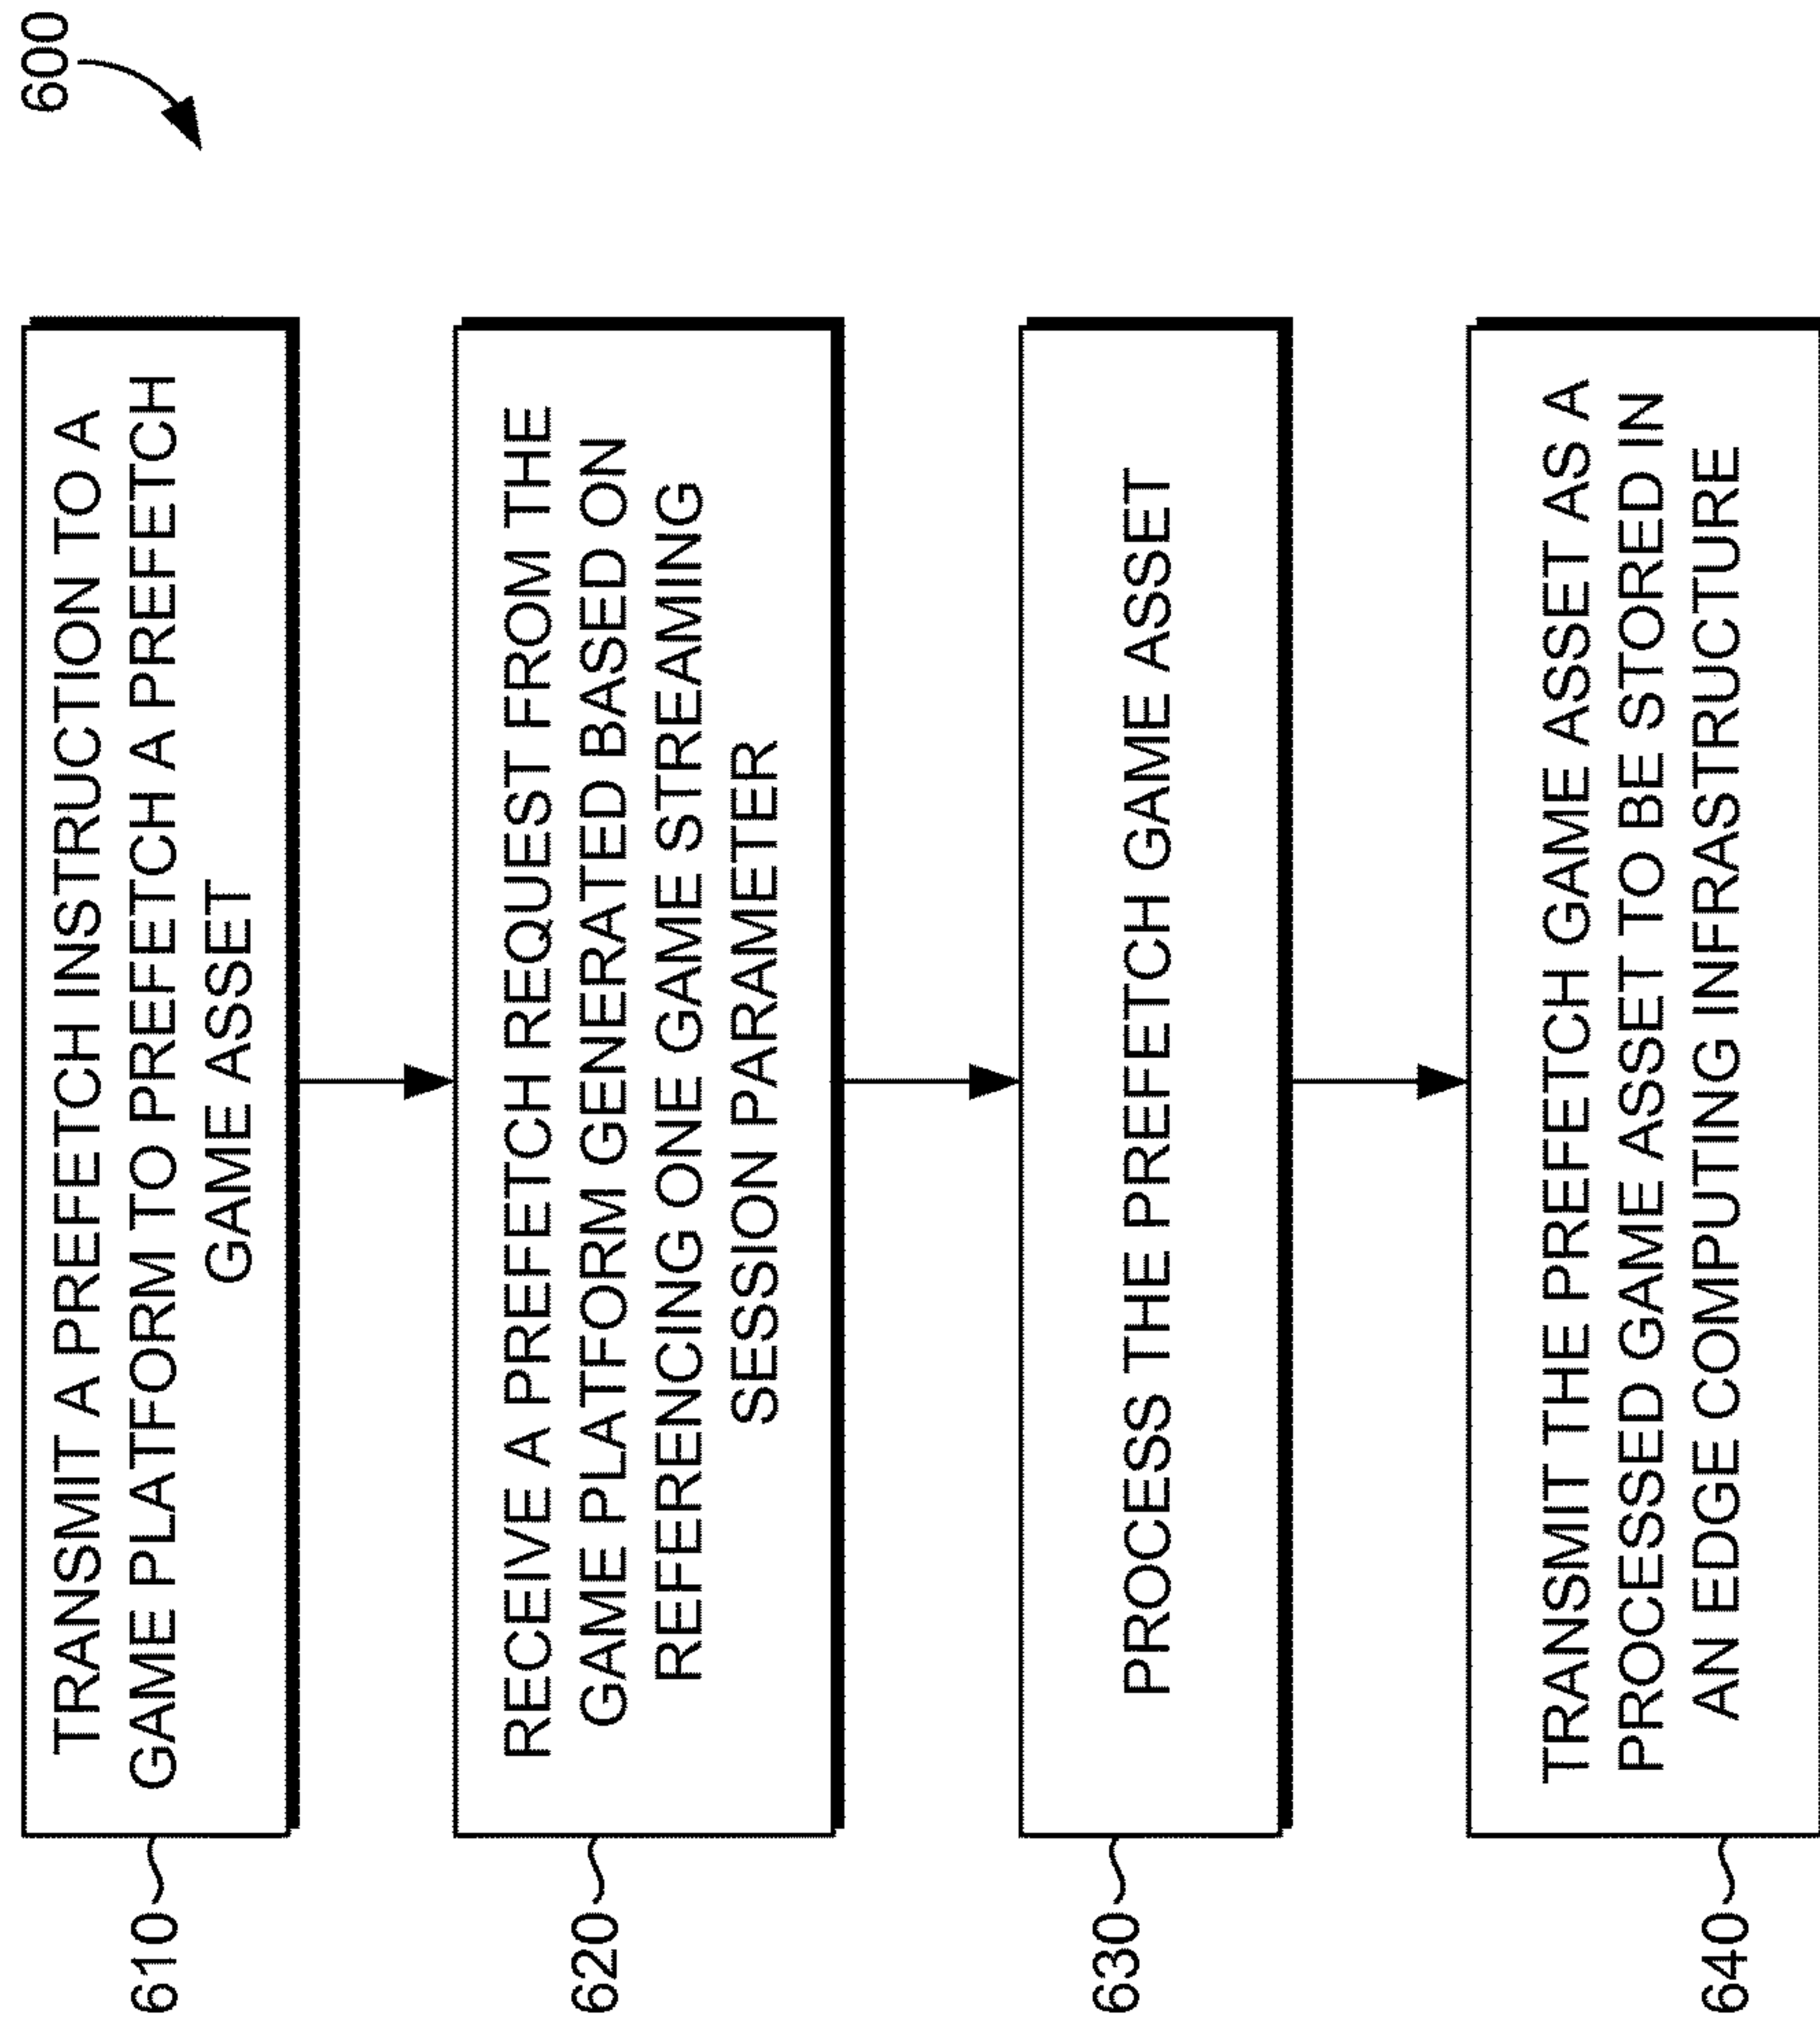 600
610
TRANSMIT A PREFETCH INSTRUCTION TO A
GAME PLATFORM TO PREFETCH A PREFETCH
GAME ASSET
620
RECEIVE A PREFETCH REQUEST FROM THE
GAME PLATFORM GENERATED BASED ON
REFERENCING ONE GAME STREAMING
SESSION PARAMETER
630
PROCESS THE PREFETCH GAME ASSET
640
TRANSMIT THE PREFETCH GAME ASSET AS A
PROCESSED GAME ASSET TO BE STORED IN
AN EDGE COMPUTING INFRASTRUCTURE